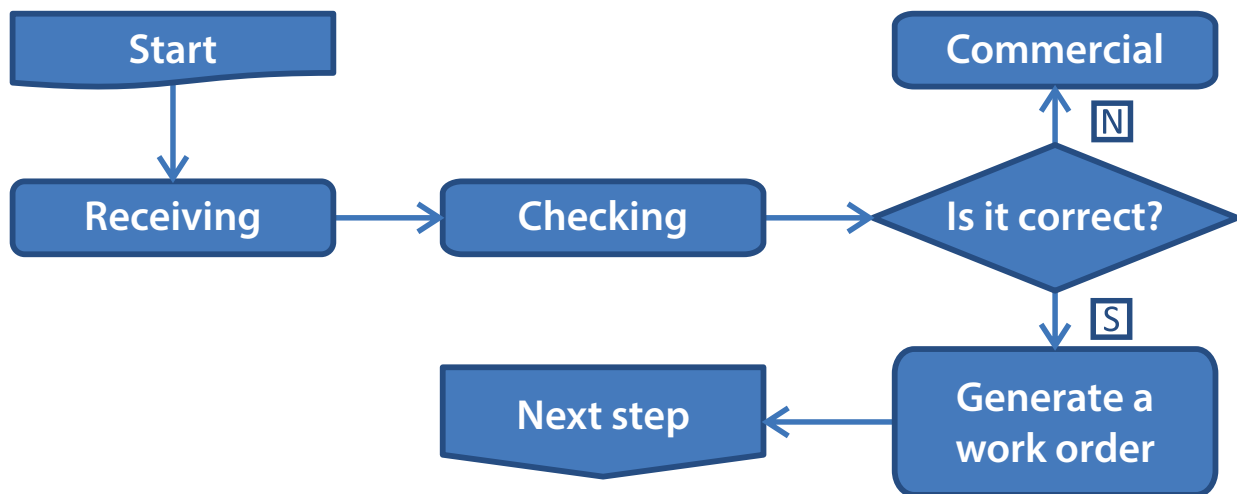 Start
Commercial
N
Receiving
Checking
Is it correct?
S
Next step
Generate a
work order